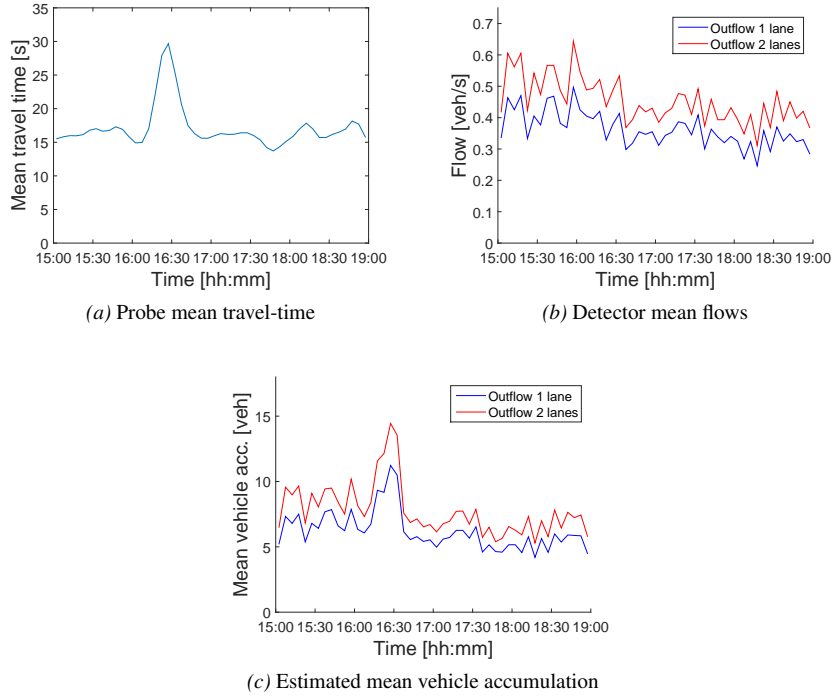 35
30
25
20
15
10
5
0
Mean travel time [s]
15:00 15:30 16:00 16:30 17:00 17:30 18:00 18:30 19:00
Time [hh:mm]
(a) Probe mean travel-time
0.7
0.6
0.5
0.4
0.3
0.2
0.1
0
Flow [veh/s]
Outflow 1 lane
Outflow 2 lanes
15:00 15:30 16:00 16:30 17:00 17:30 18:00 18:30 19:00
Time [hh:mm]
(b) Detector mean flows
15
10
5
0
Mean vehicle acc. [veh]
Outflow 1 lane
Outflow 2 lanes
15:00 15:30 16:00 16:30 17:00 17:30 18:00 18:30 19:00
Time [hh:mm]
(c) Estimated mean vehicle accumulation